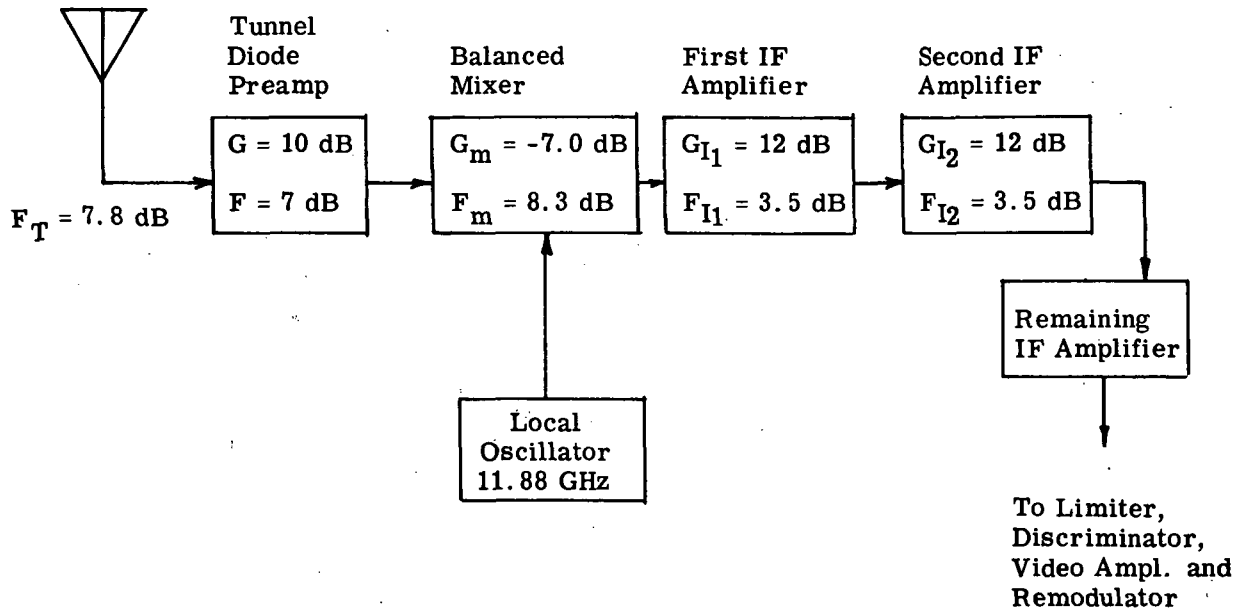 Tunnel
Diode
Preamp
Balanced
Mixer
First IF
Amplifier
Second IF
Amplifier
G = 10 dB
F = 7 dB
G_m = -7.0 dB
F_m = 8.3 dB
G_I1 = 12 dB
F_I1 = 3.5 dB
G_I2 = 12 dB
F_I2 = 3.5 dB
F_T = 7.8 dB
Remaining
IF Amplifier
Local
Oscillator
11.88 GHz
To Limiter,
Discriminator,
Video Ampl. and
Remodulator